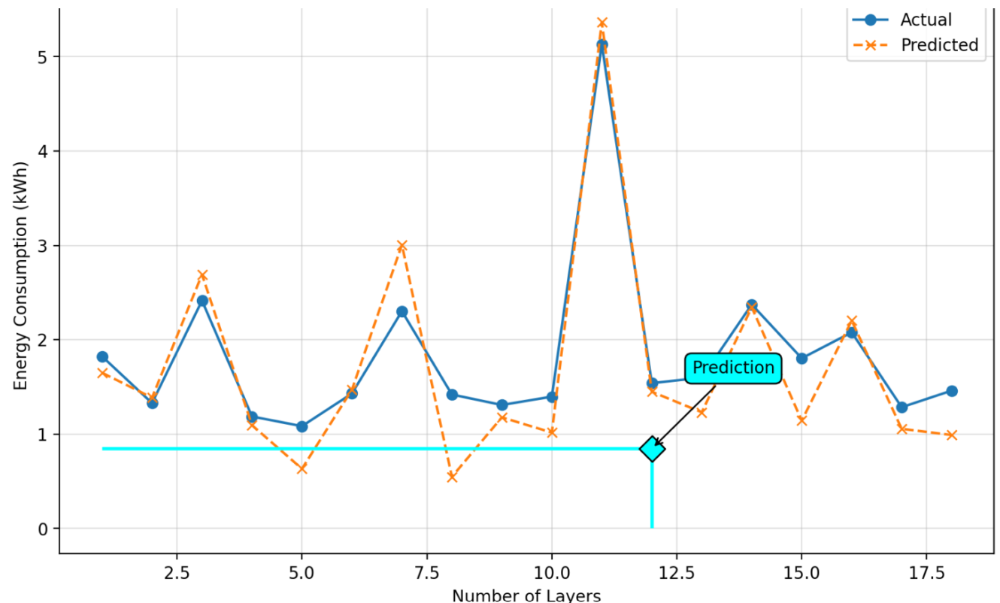 Actual
Predicted
5
4
3
2
1
0
Energy Consumption (kWh)
Prediction
2.5 5.0 7.5 10.0 12.5 15.0 17.5
Number of Layers